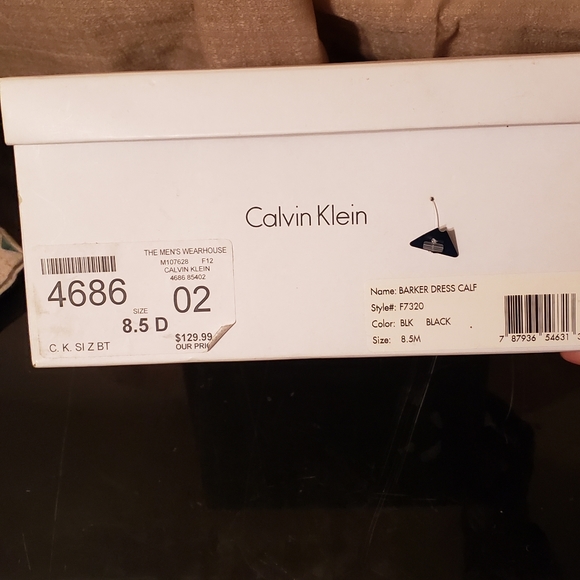 Calvin Klein
THE MEN'S WEARHOUSE
M107628 F12
CALVIN KLEIN
4686 85402
4686 02
SIZE
8.5 D
$129.99
OUR
C. K. SI Z BT
Name: BARKER DRESS CALF
Style#: F7320
Color: BLK BLACK
Size: 8.5M
7 87936 54631